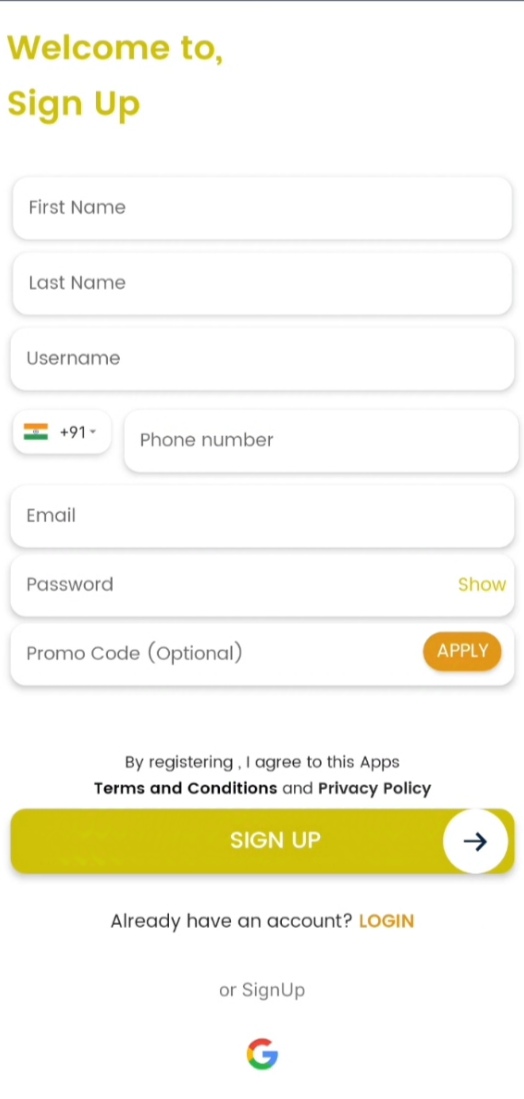 Welcome to,
Sign Up
First Name
Last Name
Username
+91 Phone number
Email
Password Show
Promo Code (Optional) APPLY
By registering , I agree to this Apps
Terms and Conditions and Privacy Policy
SIGN UP
Already have an account? LOGIN
or SignUp
G